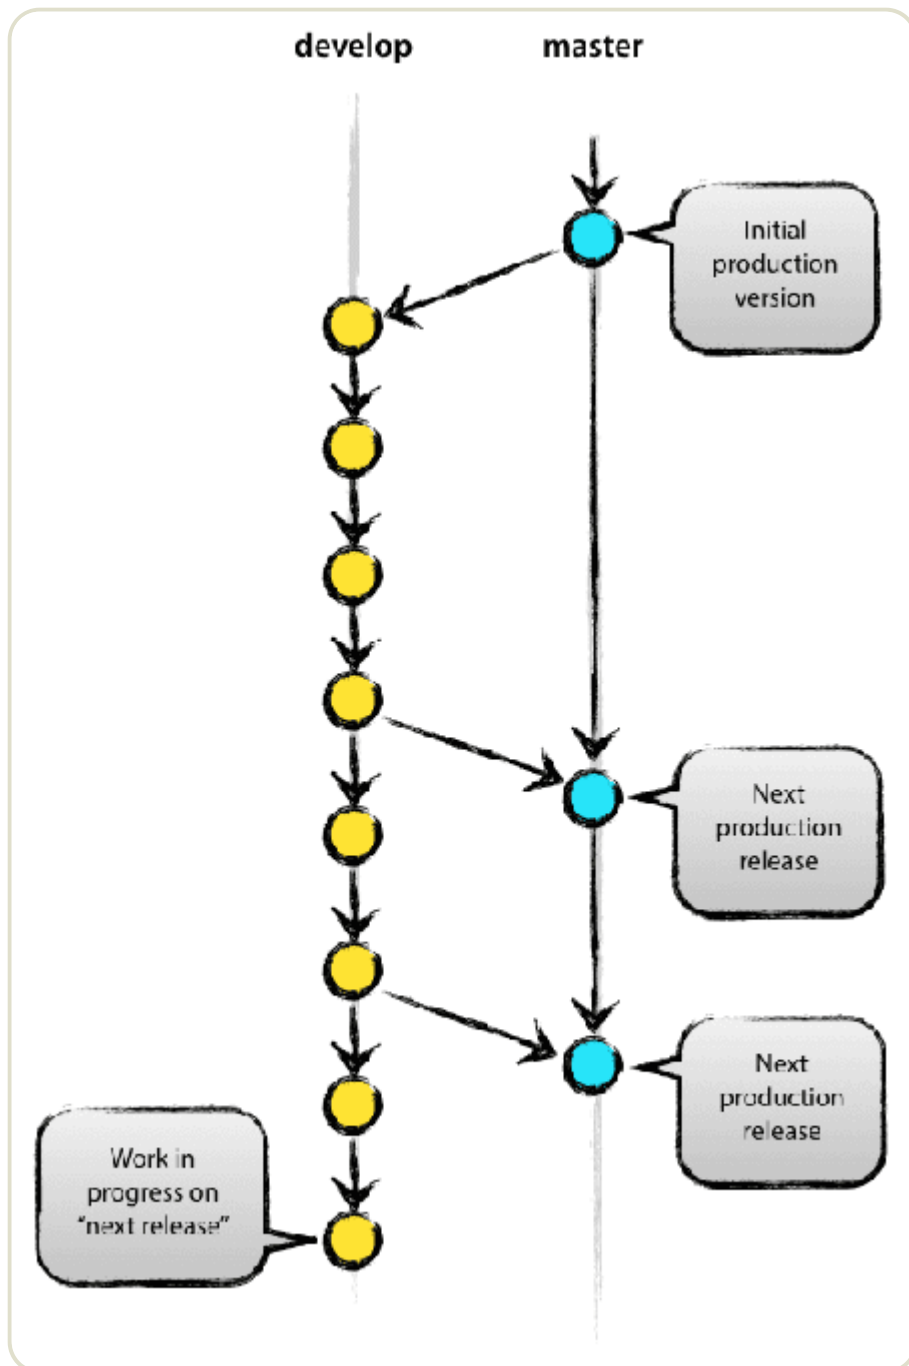 develop
master
Initial
production
version
Next
production
release
Next
production
release
Work in
progress on
“next release”